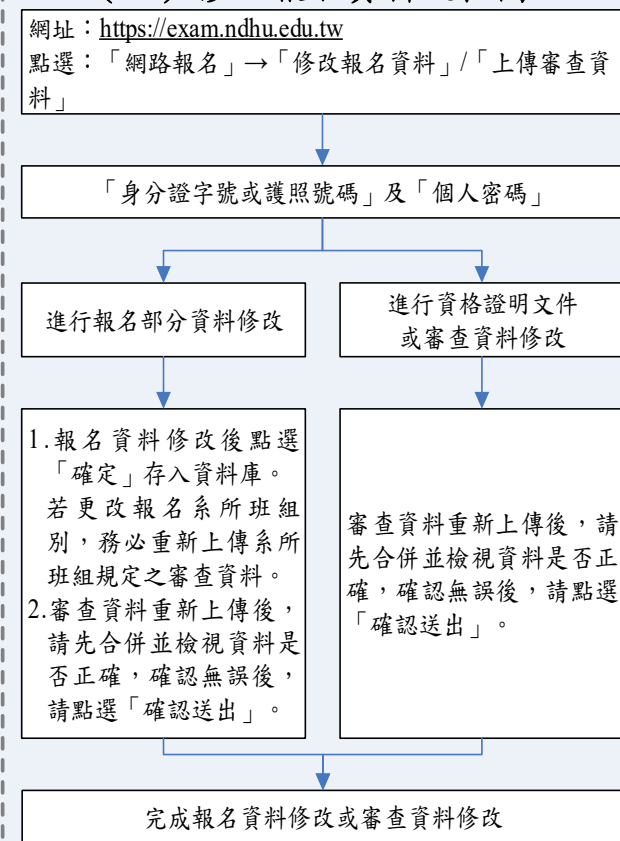 網址：https://exam.ndhu.edu.tw
點選：「網路報名」→「修改報名資料」/「上傳審查資
料」
「身分證字號或護照號碼」及「個人密碼」
進行報名部分資料修改
進行資格證明文件
或審查資料修改
1.報名資料修改後點選
「確定」存入資料庫。
若更改報名系所班組
別，務必重新上傳系所
班組規定之審查資料。
2.審查資料重新上傳後，
請先合併並檢視資料是
否正確，確認無誤後，
請點選「確認送出」。
審查資料重新上傳後，請
先合併並檢視資料是否正
確，確認無誤後，請點選
「確認送出」。
完成報名資料修改或審查資料修改